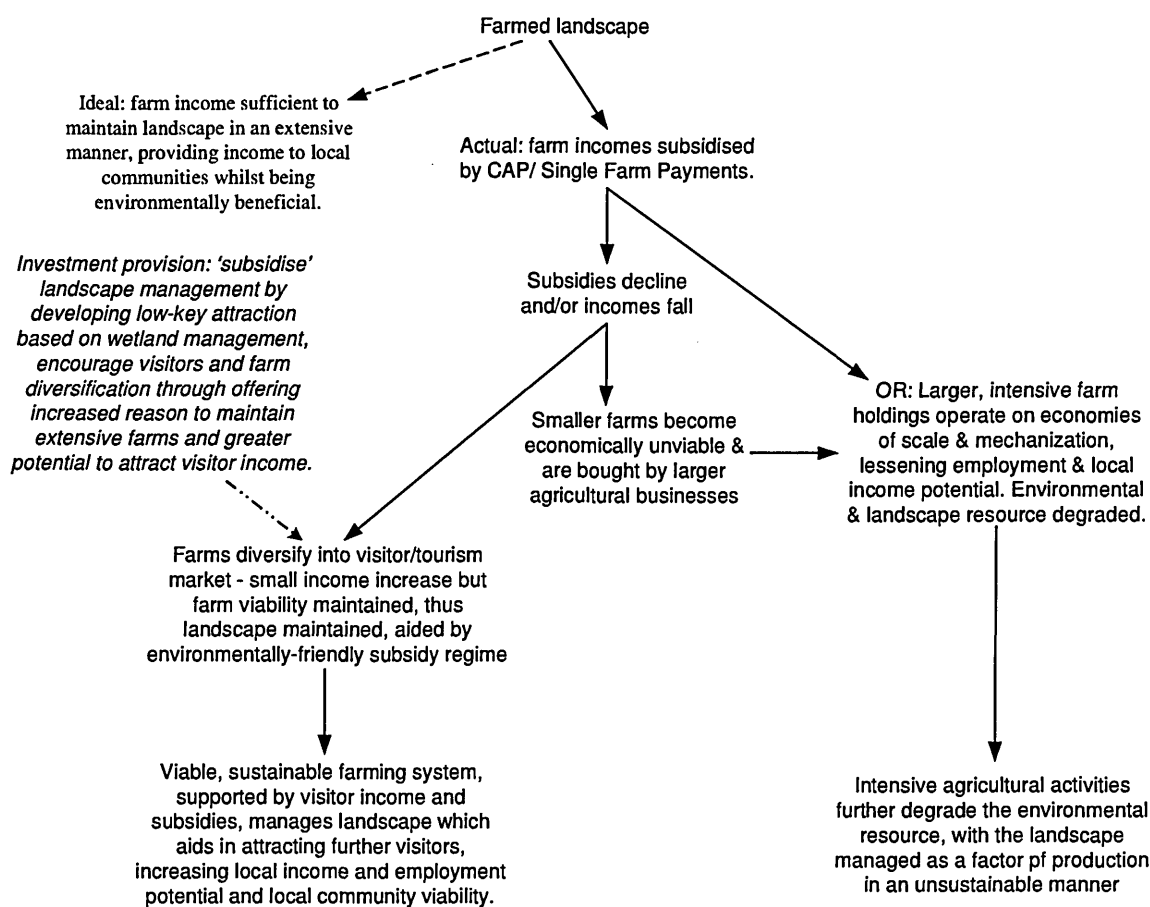 Farmed landscape
Ideal: farm income sufficient to
maintain landscape in an extensive
manner, providing income to local
communities whilst being
environmentally beneficial.
Actual: farm incomes subsidised
by CAP/ Single Farm Payments.
Investment provision: 'subsidise'
landscape management by
developing low-key attraction
based on wetland management,
encourage visitors and farm
diversification through offering
increased reason to maintain
extensive farms and greater
potential to attract visitor income.
Subsidies decline
and/or incomes fall
Smaller farms become
economically unviable &
are bought by larger
agricultural businesses
OR: Larger, intensive farm
holdings operate on economies
of scale & mechanization,
lessening employment & local
income potential. Environmental
& landscape resource degraded.
Farms diversify into visitor/tourism
market - small income increase but
farm viability maintained, thus
landscape maintained, aided by
environmentally-friendly subsidy regime
Viable, sustainable farming system,
supported by visitor income and
subsidies, manages landscape which
aids in attracting further visitors,
increasing local income and employment
potential and local community viability.
Intensive agricultural activities
further degrade the environmental
resource, with the landscape
managed as a factor pf production
in an unsustainable manner